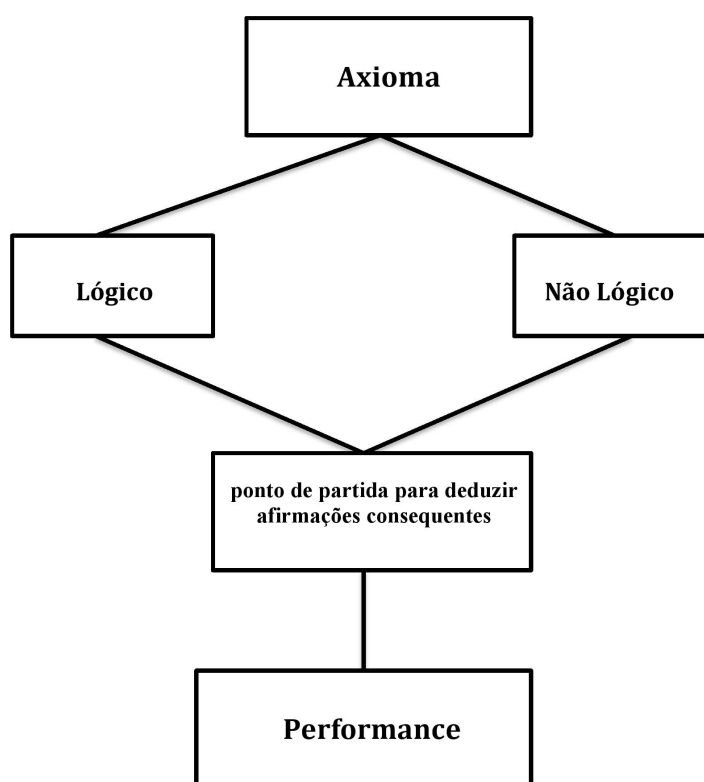 Axioma
Lógico
Não Lógico
ponto de partida para deduzir
afirmações consequentes
Performance